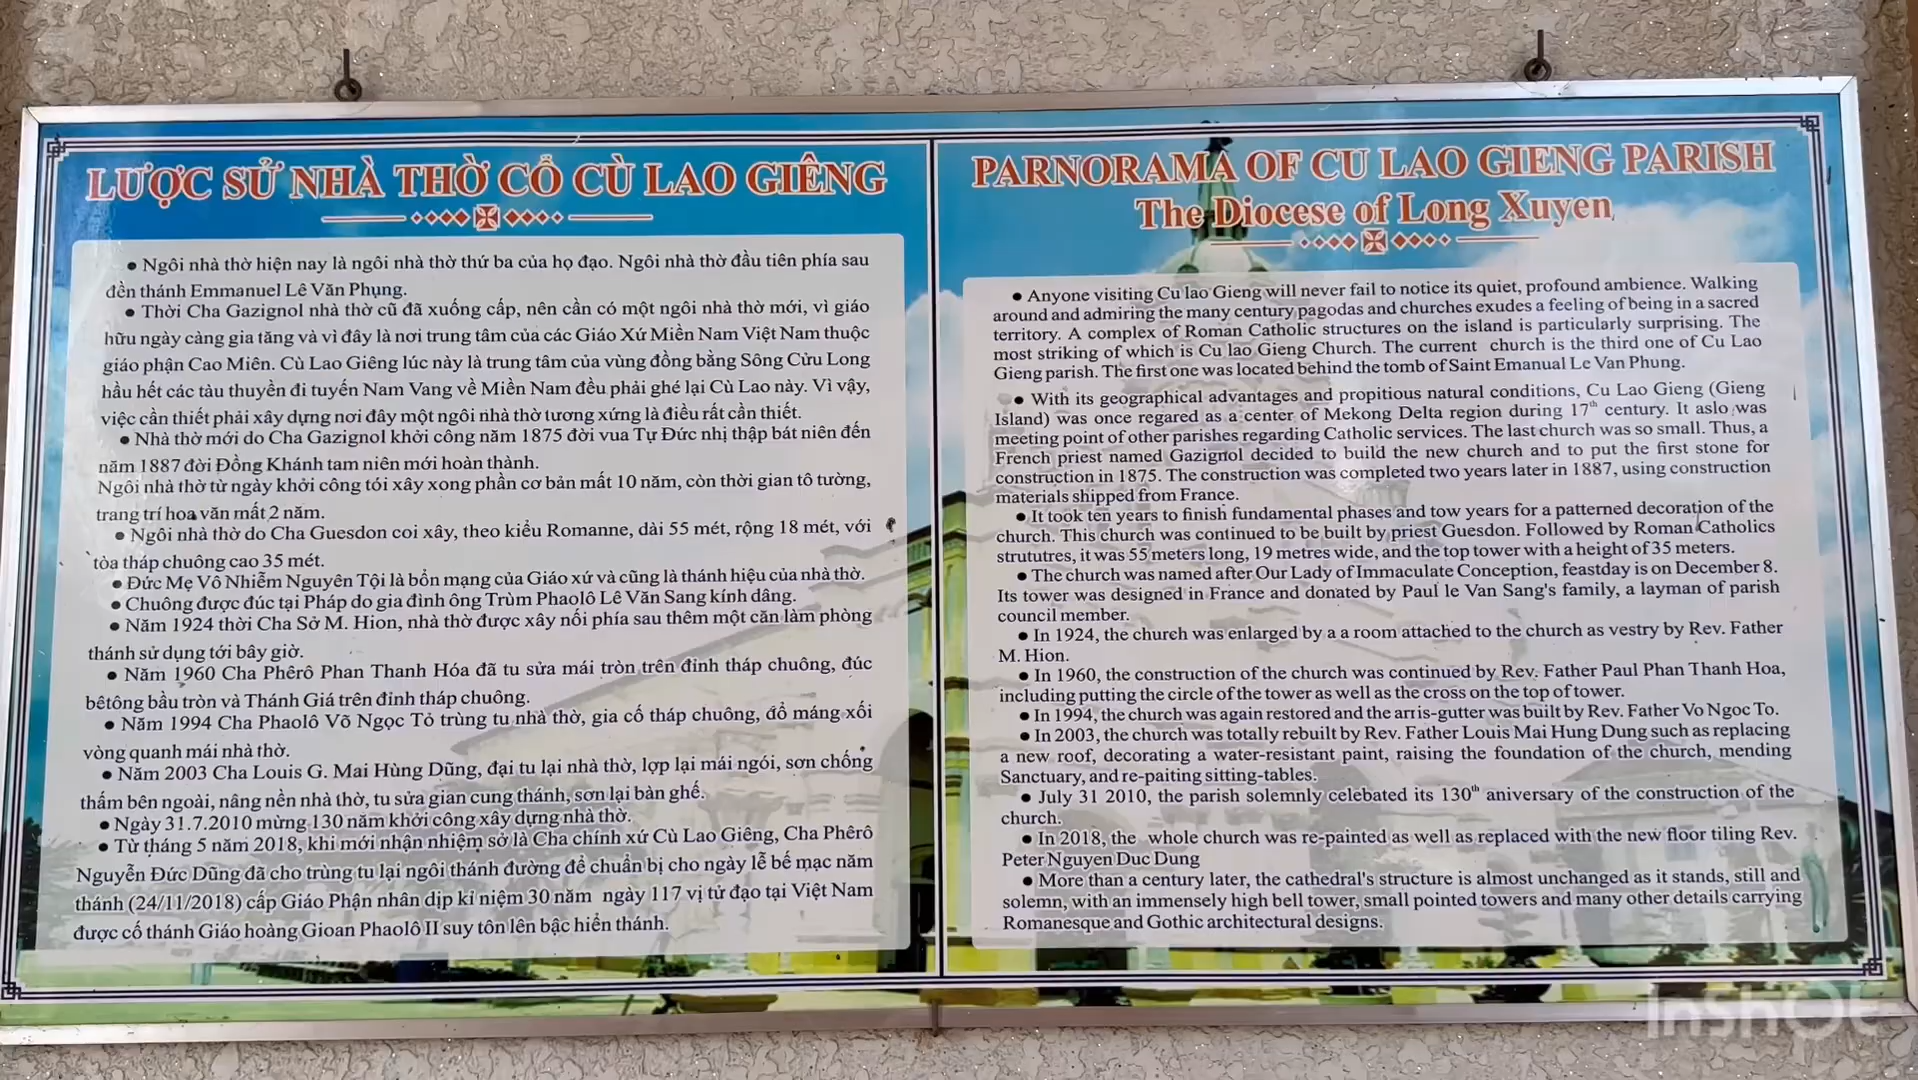 LƯỢC SỬ NHÀ THỜ CỔ CÙ LAO GIÊNG
● Ngôi nhà thờ hiện nay là ngôi nhà thờ thứ ba của họ đạo. Ngôi nhà thờ đầu tiên phía sau
đền thánh Emmanuel Lê Văn Phụng.
● Thời Cha Gazignol nhà thờ cũ đã xuống cấp, nên cần có một ngôi nhà thờ mới, vì giáo
hữu ngày càng gia tăng và vì đây là nơi trung tâm của các Giáo Xứ Miền Nam Việt Nam thuộc
giáo phận Cao Miên. Cù Lao Giêng lúc này là trung tâm của vùng đồng bằng Sông Cửu Long
hầu hết các tàu thuyền đi tuyến Nam Vang về Miền Nam đều phải ghé lại Cù Lao này. Vì vậy,
việc cần thiết phải xây dựng nơi đây một ngôi nhà thờ tương xứng là điều rất cần thiết.
● Nhà thờ mới do Cha Gazignol khởi công năm 1875 đời vua Tự Đức nhị thập bát niên đến
năm 1887 đời Đồng Khánh tam niên mới hoàn thành.
Ngôi nhà thờ từ ngày khởi công tói xây xong phần cơ bản mất 10 năm, còn thời gian tô tường,
trang trí hoa văn mất 2 năm.
● Ngôi nhà thờ do Cha Guesdon coi xây, theo kiểu Romanne, dài 55 mét, rộng 18 mét, với
tòa tháp chuông cao 35 mét.
● Đức Mẹ Vô Nhiễm Nguyên Tội là bổn mạng của Giáo xứ và cũng là thánh hiệu của nhà thờ.
● Chuông được đúc tại Pháp do gia đình ông Trùm Phaolô Lê Văn Sang kính dâng.
● Năm 1924 thời Cha Sở M. Hion, nhà thờ được xây nối phía sau thêm một căn làm phòng
thánh sử dụng tới bây giờ.
● Năm 1960 Cha Phêrô Phan Thanh Hóa đã tu sửa mái tròn trên đỉnh tháp chuông, đúc
bêtông bầu tròn và Thánh Giá trên đỉnh tháp chuông.
● Năm 1994 Cha Phaolô Võ Ngọc Tỏ trùng tu nhà thờ, gia cố tháp chuông, đổ máng xối
vòng quanh mái nhà thờ.
● Năm 2003 Cha Louis G. Mai Hùng Dũng, đại tu lại nhà thờ, lợp lại mái ngói, sơn chống
thấm bên ngoài, nâng nền nhà thờ, tu sửa gian cung thánh, sơn lại bàn ghế.
● Ngày 31.7.2010 mừng 130 năm khởi công xây dựng nhà thờ.
● Từ tháng 5 năm 2018, khi mới nhận nhiệm sở là Cha chính xứ Cù Lao Giêng, Cha Phêrô
Nguyễn Đức Dũng đã cho trùng tu lại ngôi thánh đường để chuẩn bị cho ngày lễ bế mạc năm
thánh (24/11/2018) cấp Giáo Phận nhân dịp kỉ niệm 30 năm ngày 117 vị tử đạo tại Việt Nam
được cố thánh Giáo hoàng Gioan Phaolô II suy tôn lên bậc hiển thánh.
PARNORAMA OF CU LAO GIENG PARISH
The Diocese of Long Xuyen
● Anyone visiting Cu lao Gieng will never fail to notice its quiet, profound ambience. Walking
around and admiring the many century pagodas and churches exudes a feeling of being in a sacred
territory. A complex of Roman Catholic structures on the island is particularly surprising. The
most striking of which is Cu lao Gieng Church. The current church is the third one of Cu Lao
Gieng parish. The first one was located behind the tomb of Saint Emanual Le Van Phung.
● With its geographical advantages and propitious natural conditions, Cu Lao Gieng (Gieng
Island) was once regared as a center of Mekong Delta region during 17th century. It aslo was
meeting point of other parishes regarding Catholic services. The last church was so small. Thus, a
French priest named Gazignol decided to build the new church and to put the first stone for
construction in 1875. The construction was completed two years later in 1887, using construction
materials shipped from France.
● It took ten years to finish fundamental phases and tow years for a patterned decoration of the
church. This church was continued to be built by priest Guesdon. Followed by Roman Catholics
strututres, it was 55 meters long, 19 metres wide, and the top tower with a height of 35 meters.
● The church was named after Our Lady of Immaculate Conception, feastday is on December 8.
Its tower was designed in France and donated by Paul le Van Sang's family, a layman of parish
council member.
● In 1924, the church was enlarged by a a room attached to the church as vestry by Rev. Father
M. Hion.
● In 1960, the construction of the church was continued by Rev. Father Paul Phan Thanh Hoa,
including putting the circle of the tower as well as the cross on the top of tower.
● In 1994, the church was again restored and the arris-gutter was built by Rev. Father Vo Ngoc To.
● In 2003, the church was totally rebuilt by Rev. Father Louis Mai Hung Dung such as replacing
a new roof, decorating a water-resistant paint, raising the foundation of the church, mending
Sanctuary, and re-paiting sitting-tables.
● July 31 2010, the parish solemnly celebated its 130th aniversary of the construction of the
church.
● In 2018, the whole church was re-painted as well as replaced with the new floor tiling Rev.
Peter Nguyen Duc Dung
● More than a century later, the cathedral's structure is almost unchanged as it stands, still and
solemn, with an immensely high bell tower, small pointed towers and many other details carrying
Romanesque and Gothic architectural designs.
InShOt